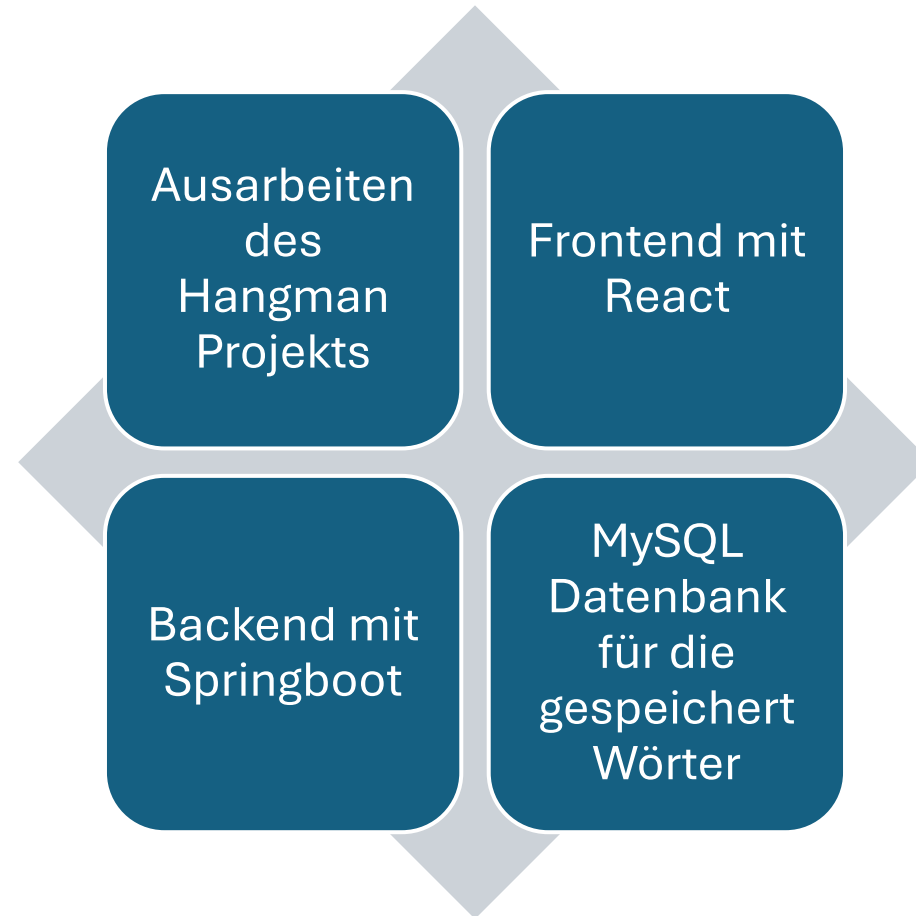 Ausarbeiten
des
Hangman
Projekts
Frontend mit
React
Backend mit
Springboot
MySQL
Datenbank
für die
gespeichert
Wörter